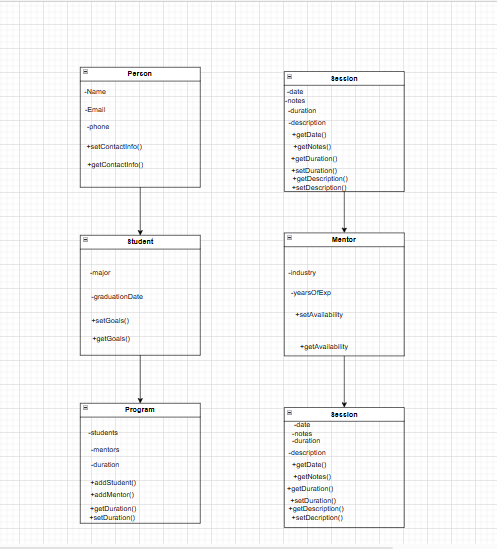 Person
-Name
-Email
-phone
+setContactInfo()
+getContactInfo()
Session
-date
-notes
-duration
-description
+getDate()
+getNotes()
+getDuration()
+setDuration()
+getDescription()
+setDescription()
Student
-major
-graduationDate
+setGoals()
+getGoals()
Mentor
-industry
-yearsOfExp
+setAvailability
+getAvailability
Program
-students
-mentors
-duration
+addStudent()
+addMentor()
+getDuration()
+setDuration()
Session
-date
-notes
-duration
-description
+getDate()
+getNotes()
+getDuration()
+setDuration()
+getDescription()
+setDecription()